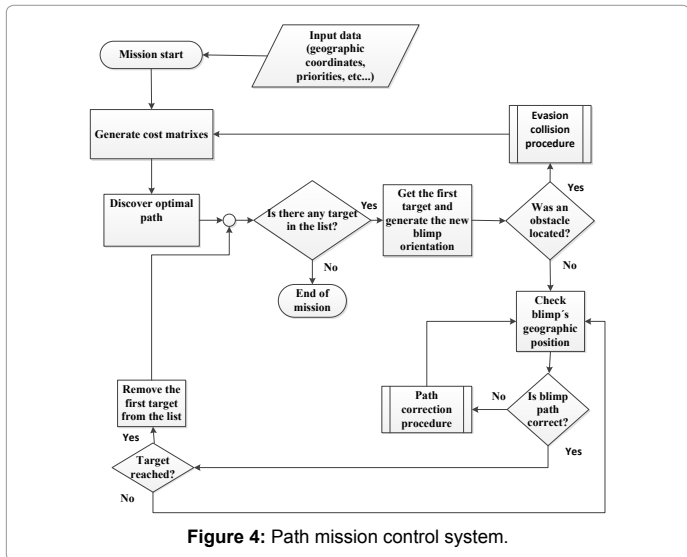 Mission start
Input data
(geographic
coordinates,
priorities, etc...)
Generate cost matrixes
Evasion
collision
procedure
Discover optimal
path
Is there any target
in the list?
Yes
Get the first
target and
generate the new
blimp
orientation
Yes
Was an
obstacle
located?
No
End of
mission
No
Check
blimp´s
geographic
position
Remove the
first target
from the list
Path
correction
procedure
No
Is blimp
path
correct?
Yes
Yes
Target
reached?
No
Figure 4: Path mission control system.